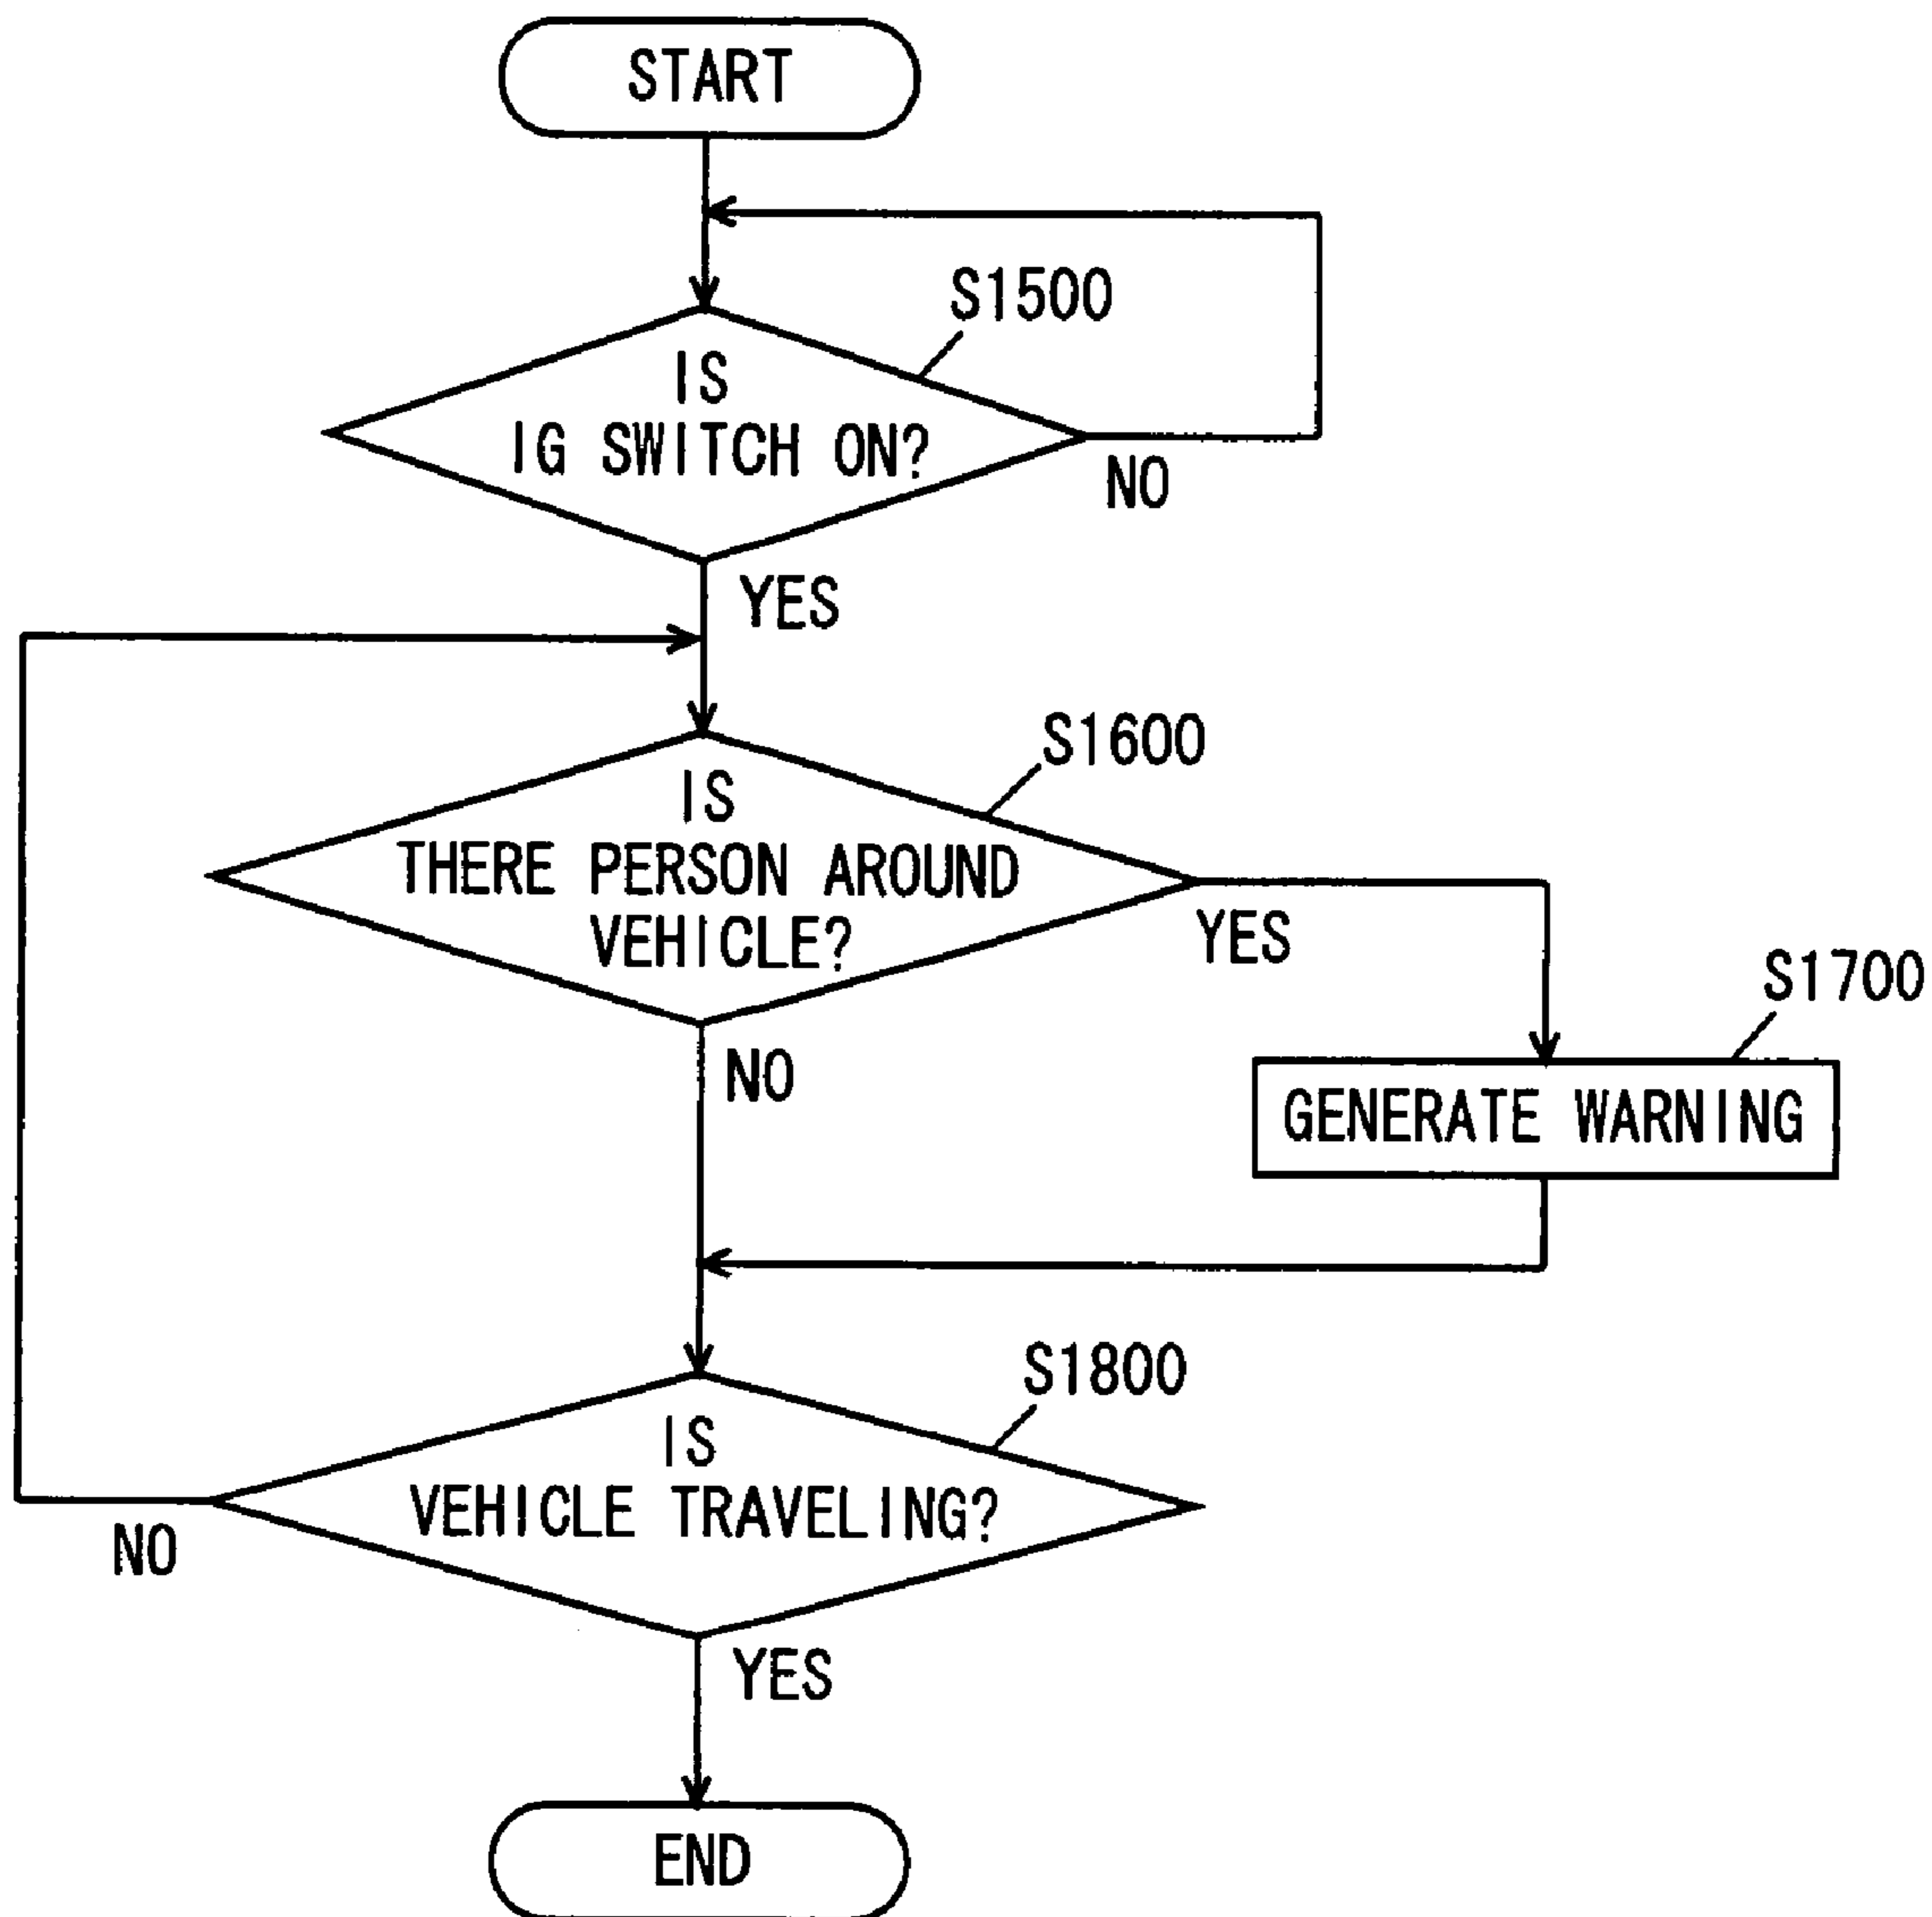 START
S1500
IS
IG SWITCH ON?
NO
YES
S1600
IS
THERE PERSON AROUND
VEHICLE?
YES
S1700
NO
GENERATE WARNING
S1800
IS
VEHICLE TRAVELING?
NO
YES
END